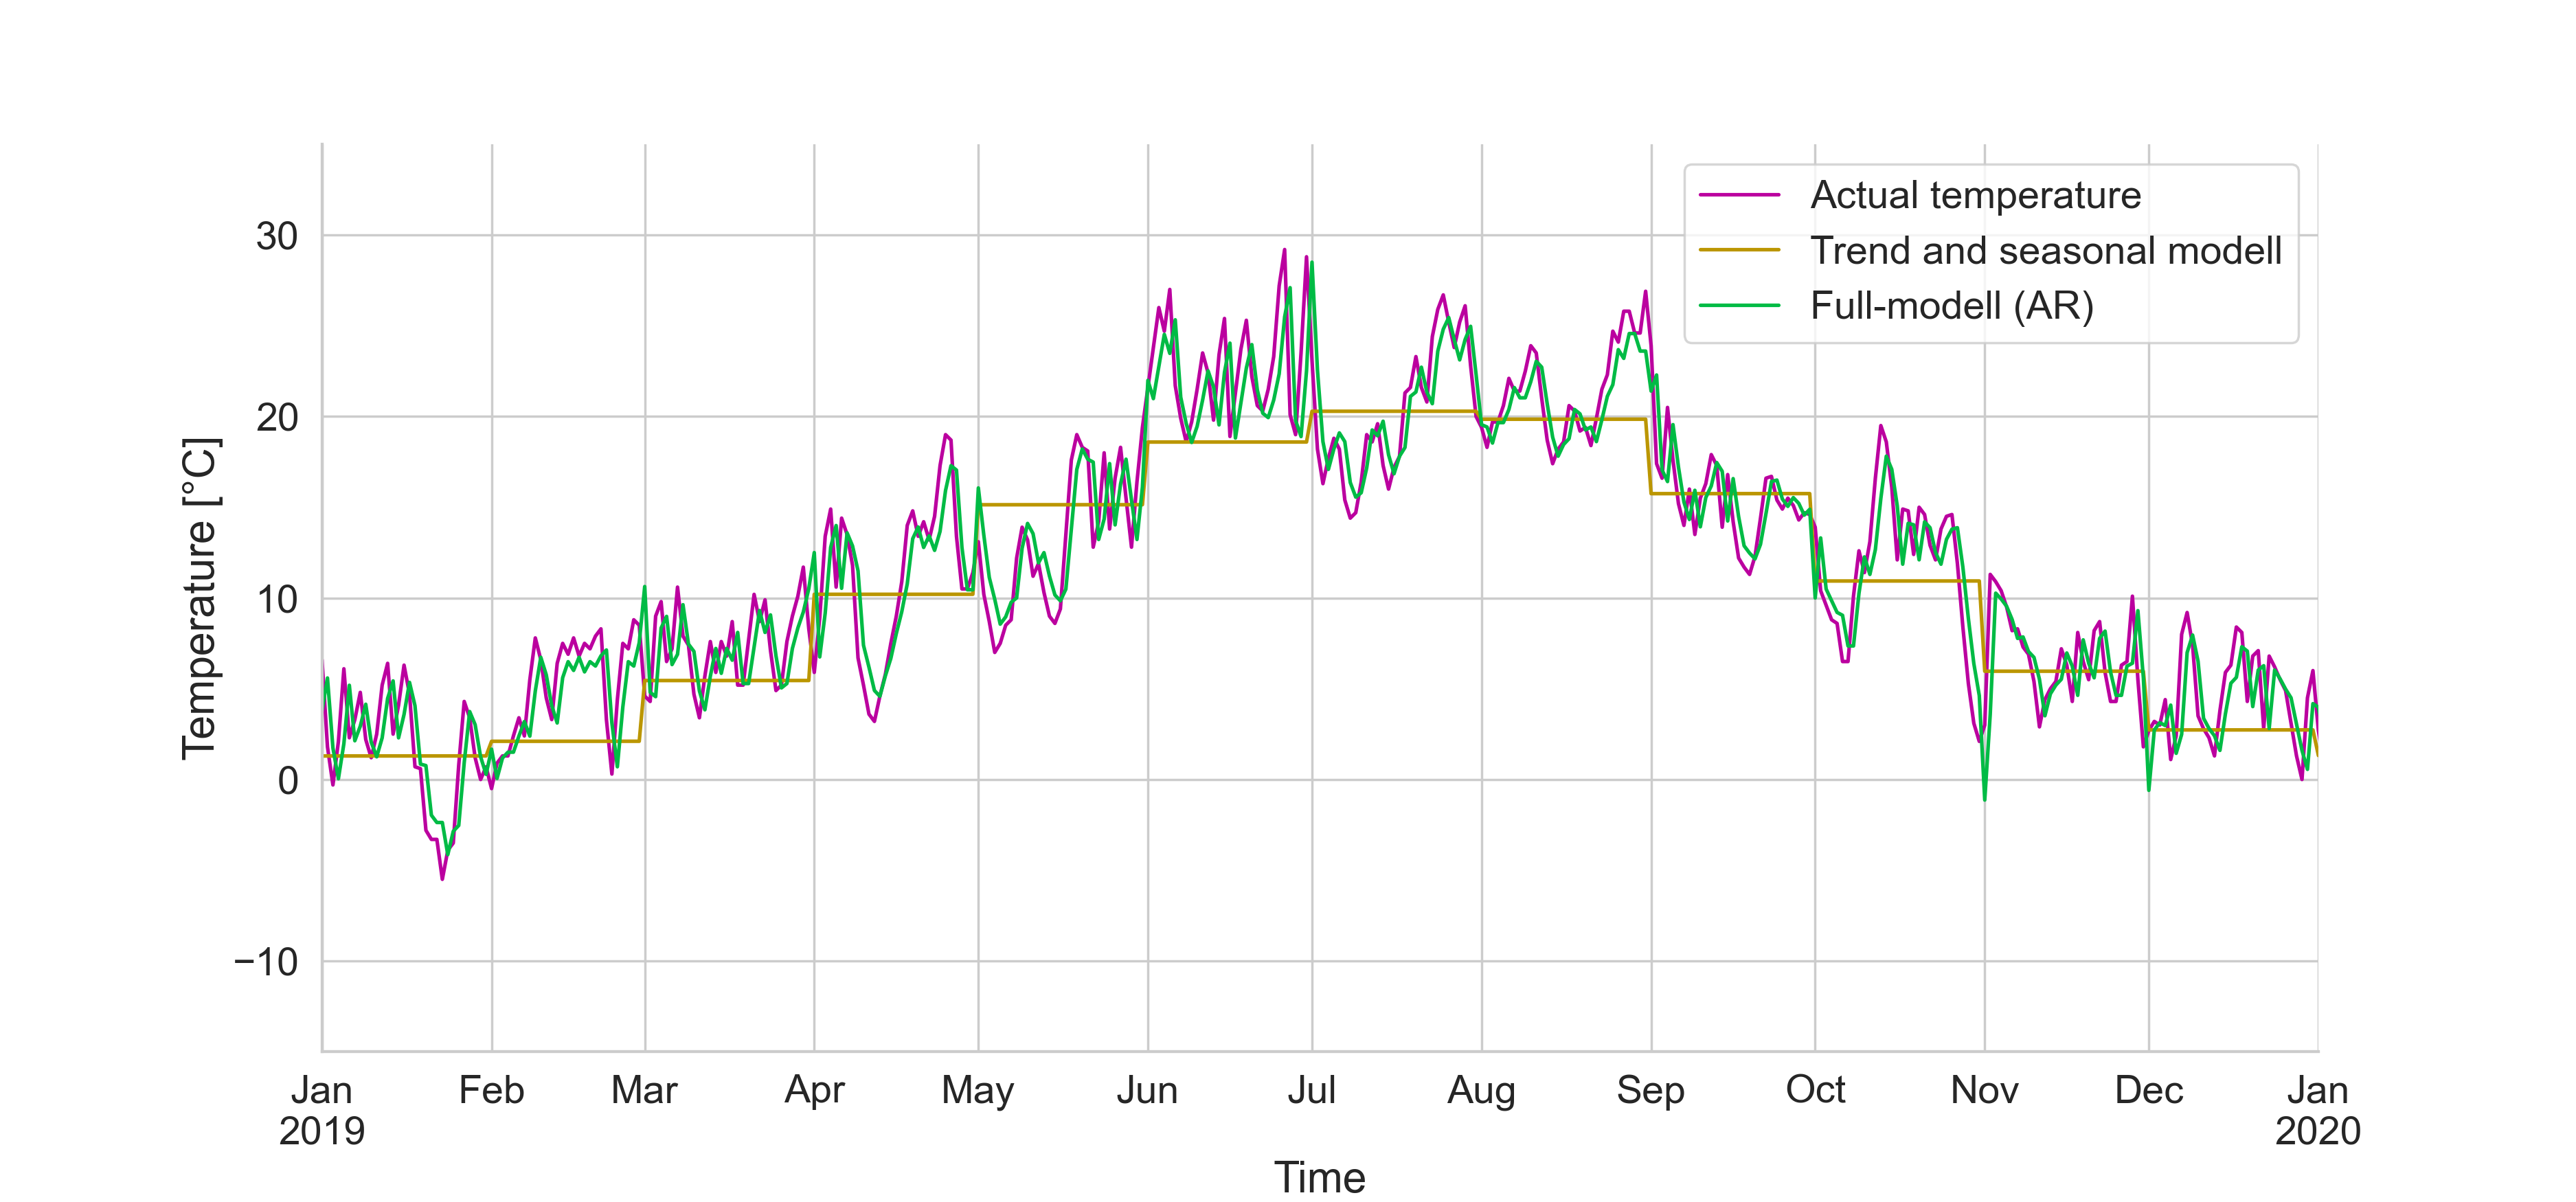 Actual temperature
Trend and seasonal modell
Full-modell (AR)
Temperature [°C]
30
20
10
0
−10
Jan Feb Mar Apr May Jun Jul Aug Sep Oct Nov Dec Jan
2019 2020
Time